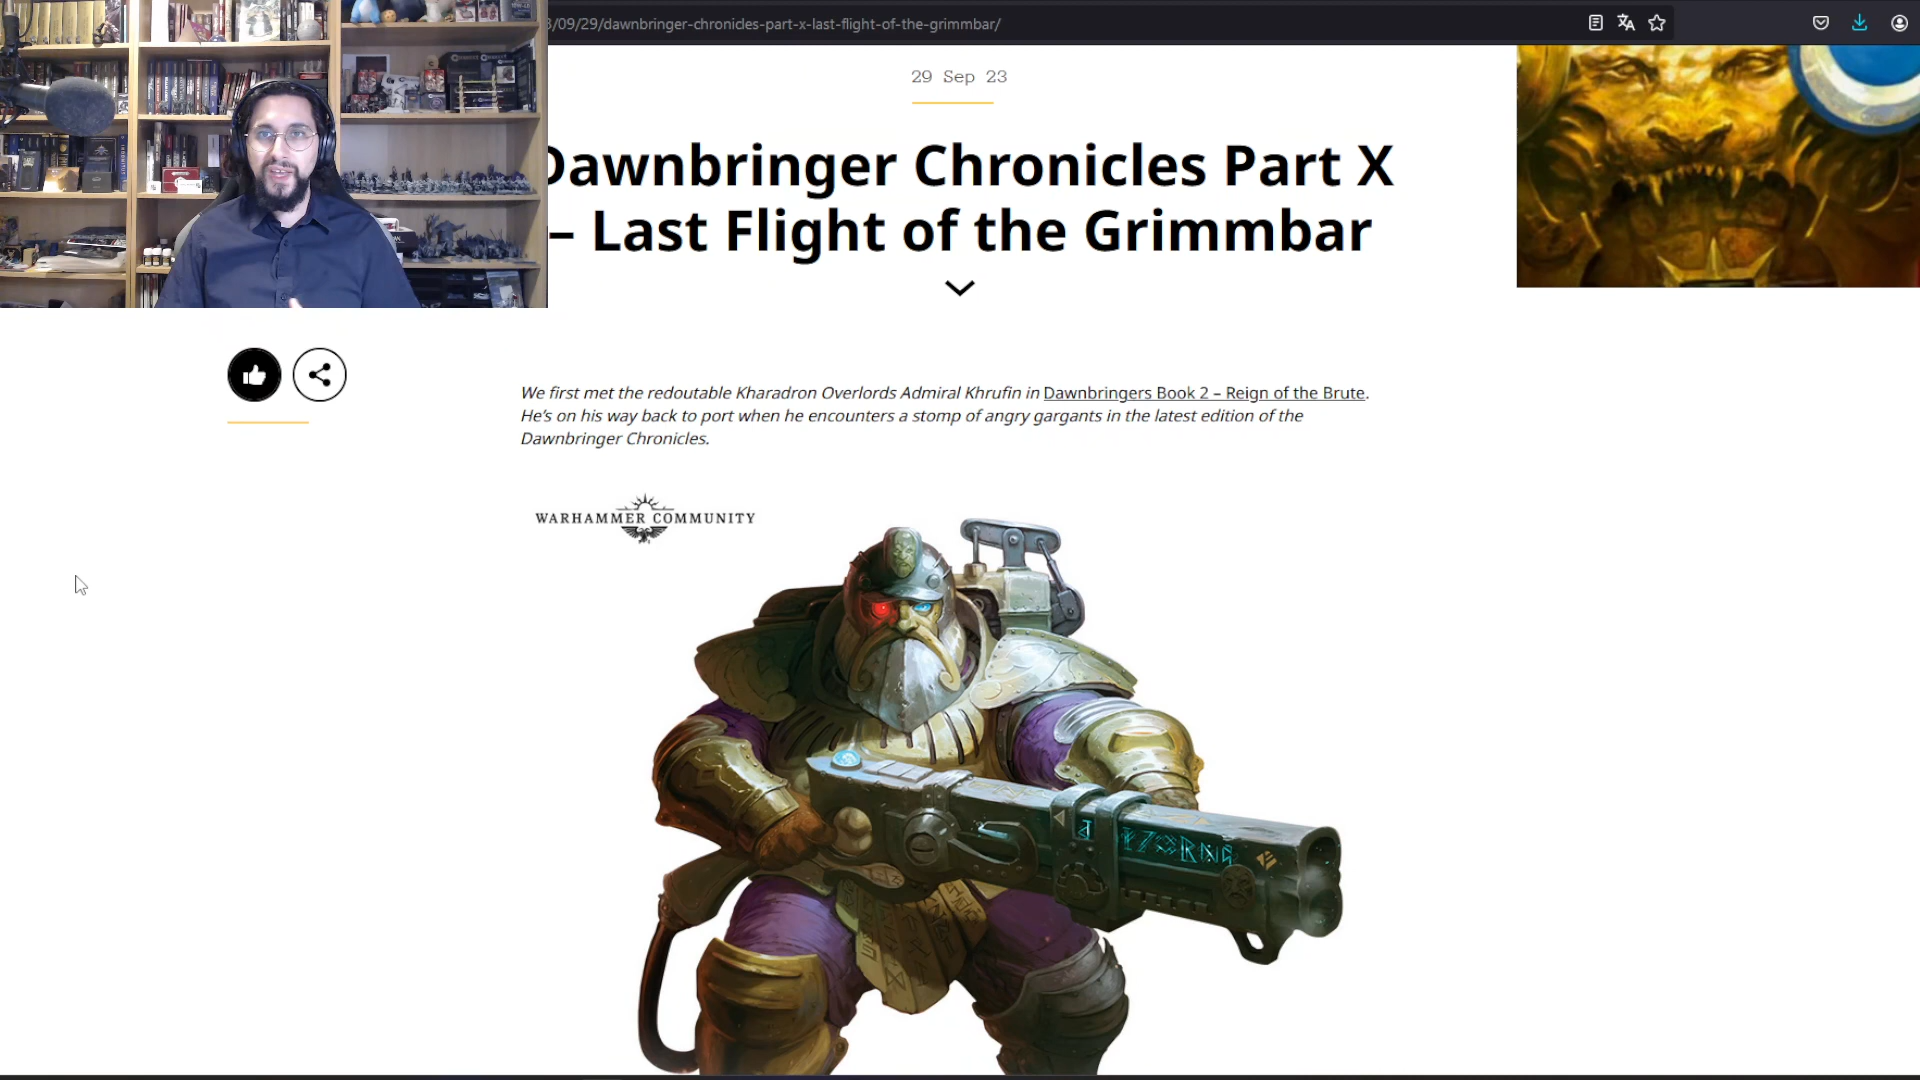 3/09/29/dawnbringer-chronicles-part-x-last-flight-of-the-grimmbar/
29 Sep 23
Dawnbringer Chronicles Part X
– Last Flight of the Grimmbar
We first met the redoutable Kharadron Overlords Admiral Khrufin in Dawnbringers Book 2 – Reign of the Brute.
He's on his way back to port when he encounters a stomp of angry gargants in the latest edition of the
Dawnbringer Chronicles.
WARHAMMER COMMUNITY